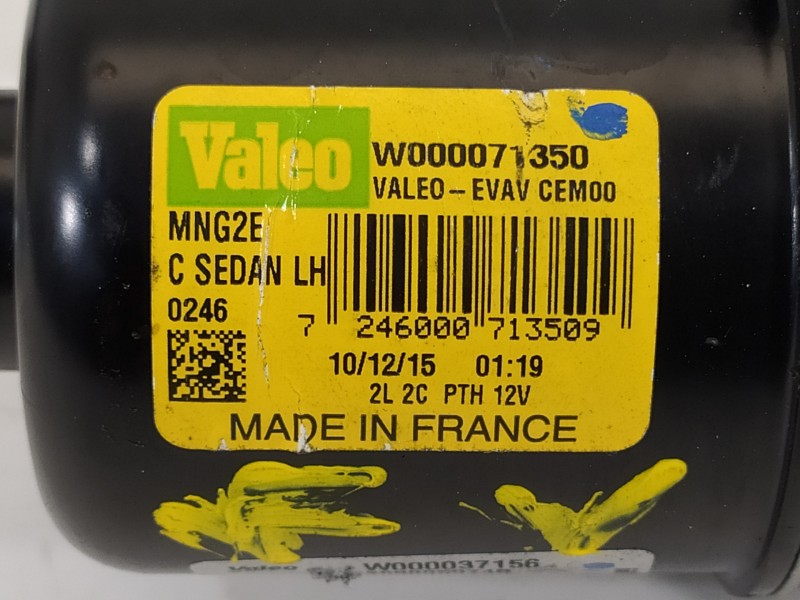 Valeo
W000071350
VALEO-EVAV CEM00
MNG2E
C SEDAN LH
0246
7 246000 713509
10/12/15 01:19
2L 2C PTH 12V
MADE IN FRANCE
Valeo W000037156